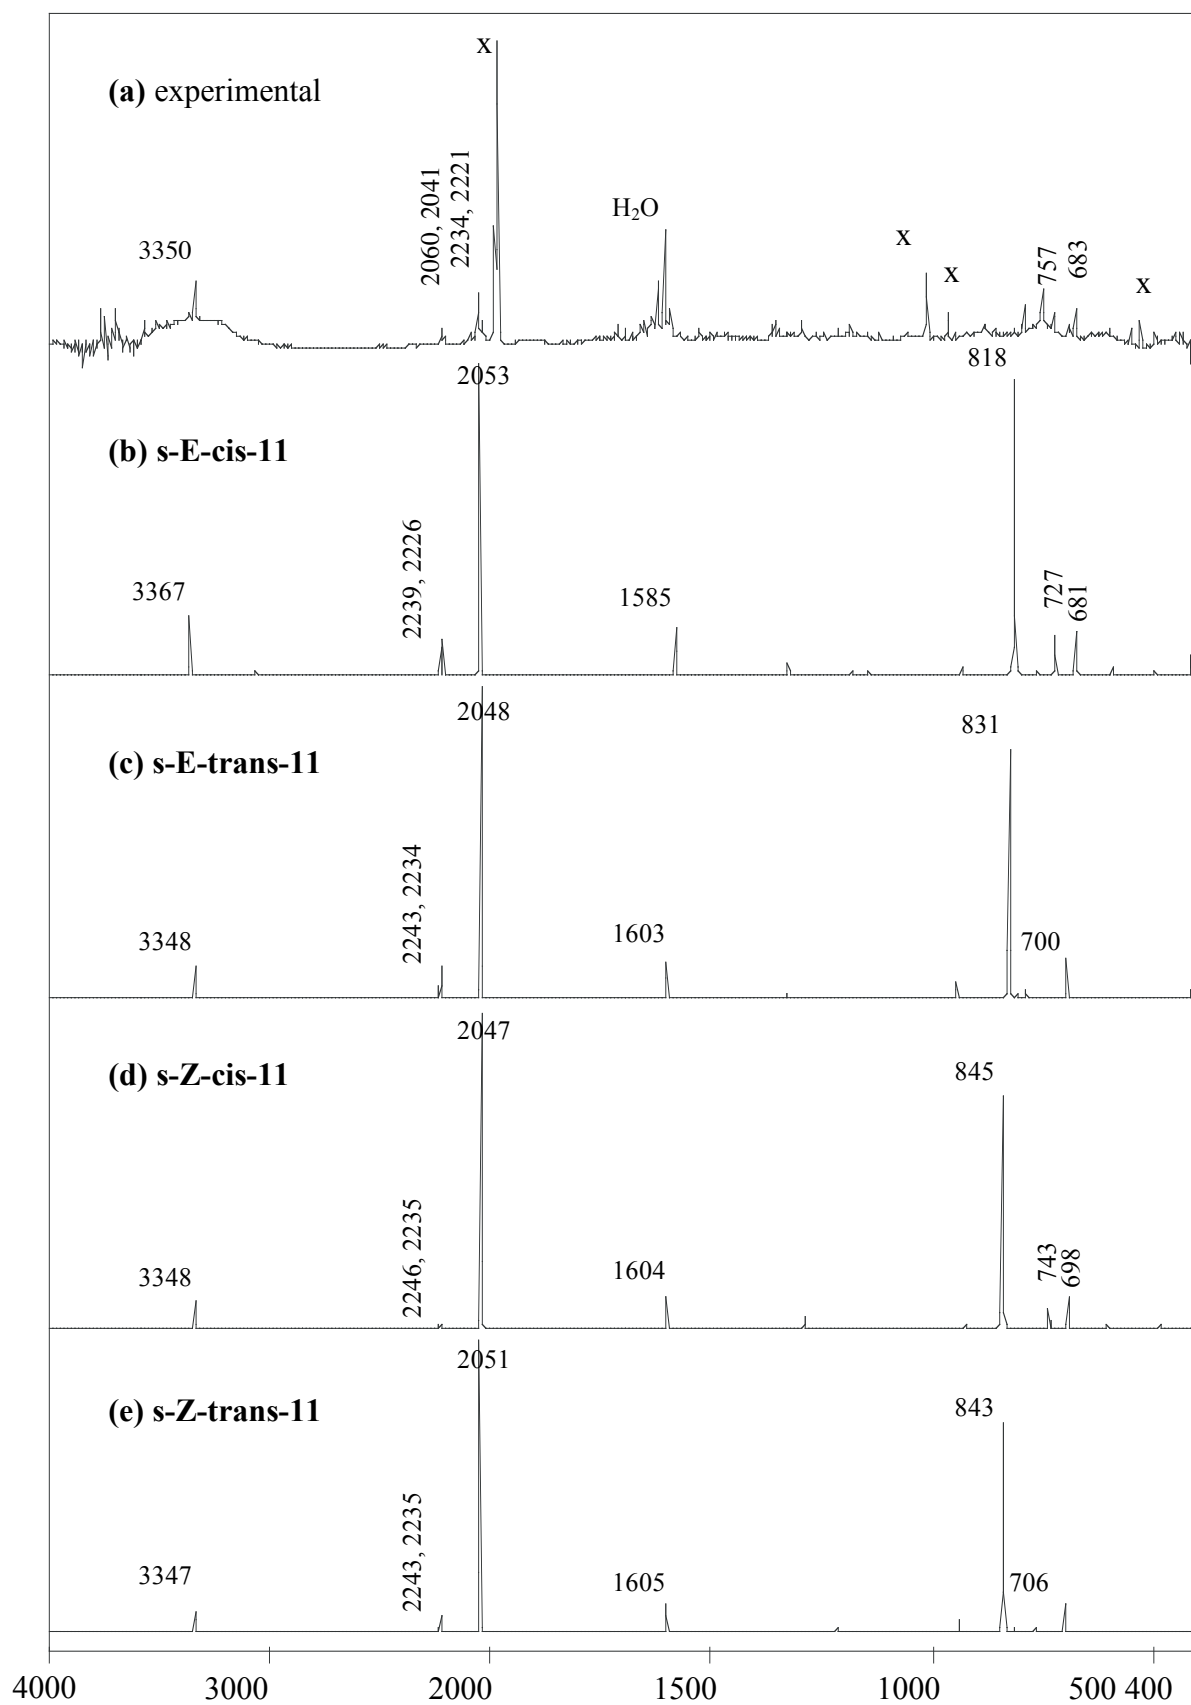 x
(a) experimental
2060, 2041
2234, 2221
3350
H₂O
x
x
757
683
x
2053
818
(b) s-E-cis-11
2239, 2226
3367
1585
727
681
2048
831
(c) s-E-trans-11
2243, 2234
3348
1603
700
2047
845
(d) s-Z-cis-11
2246, 2235
3348
1604
743
698
2051
843
(e) s-Z-trans-11
2243, 2235
3347
1605
706
4000 3000 2000 1500 1000 500 400